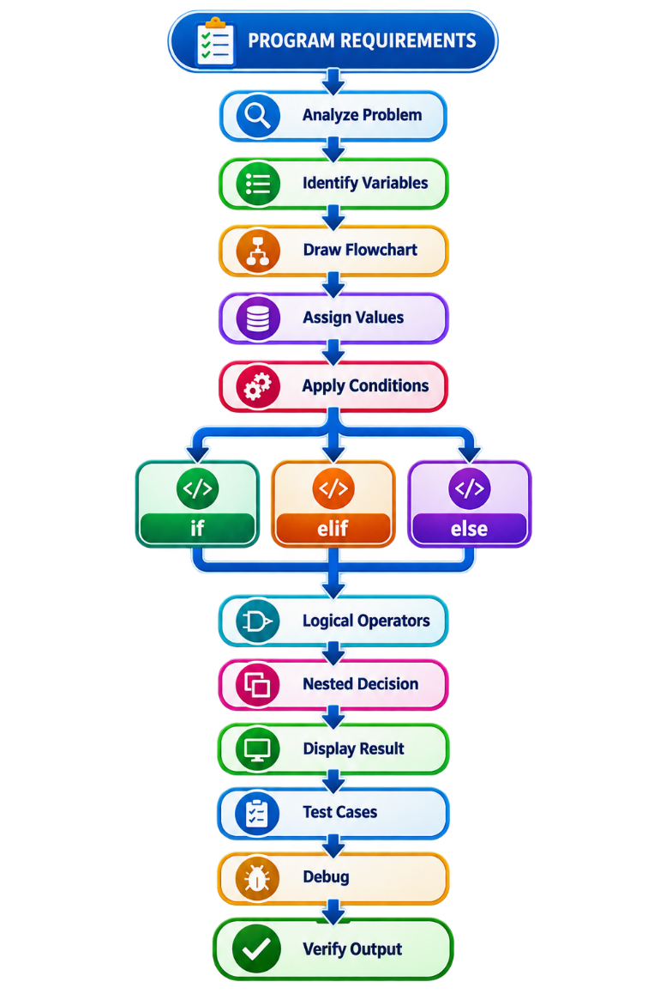 PROGRAM REQUIREMENTS
Analyze Problem
Identify Variables
Draw Flowchart
Assign Values
Apply Conditions
</> </> </>
if elif else
Logical Operators
Nested Decision
Display Result
Test Cases
Debug
Verify Output